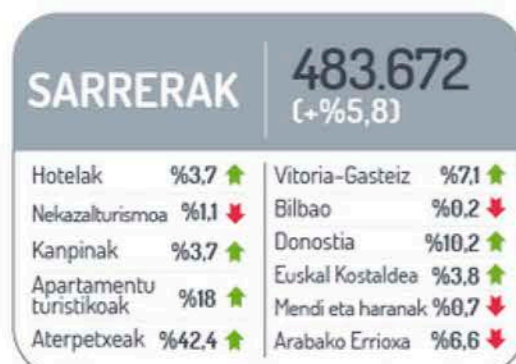 SARRERAK
483.672
(+%5,8)
Hotelak %3,7
Nekazalturismoa %1,1
Kanpinak %3,7
Apartamentu
turistikoak %18
Aterpetxeak %42,4
Vitoria-Gasteiz %7,1
Bilbao %0,2
Donostia %10,2
Euskal Kostaldea %3,8
Mendi eta haranak %0,7
Arabako Errioxa %6,6